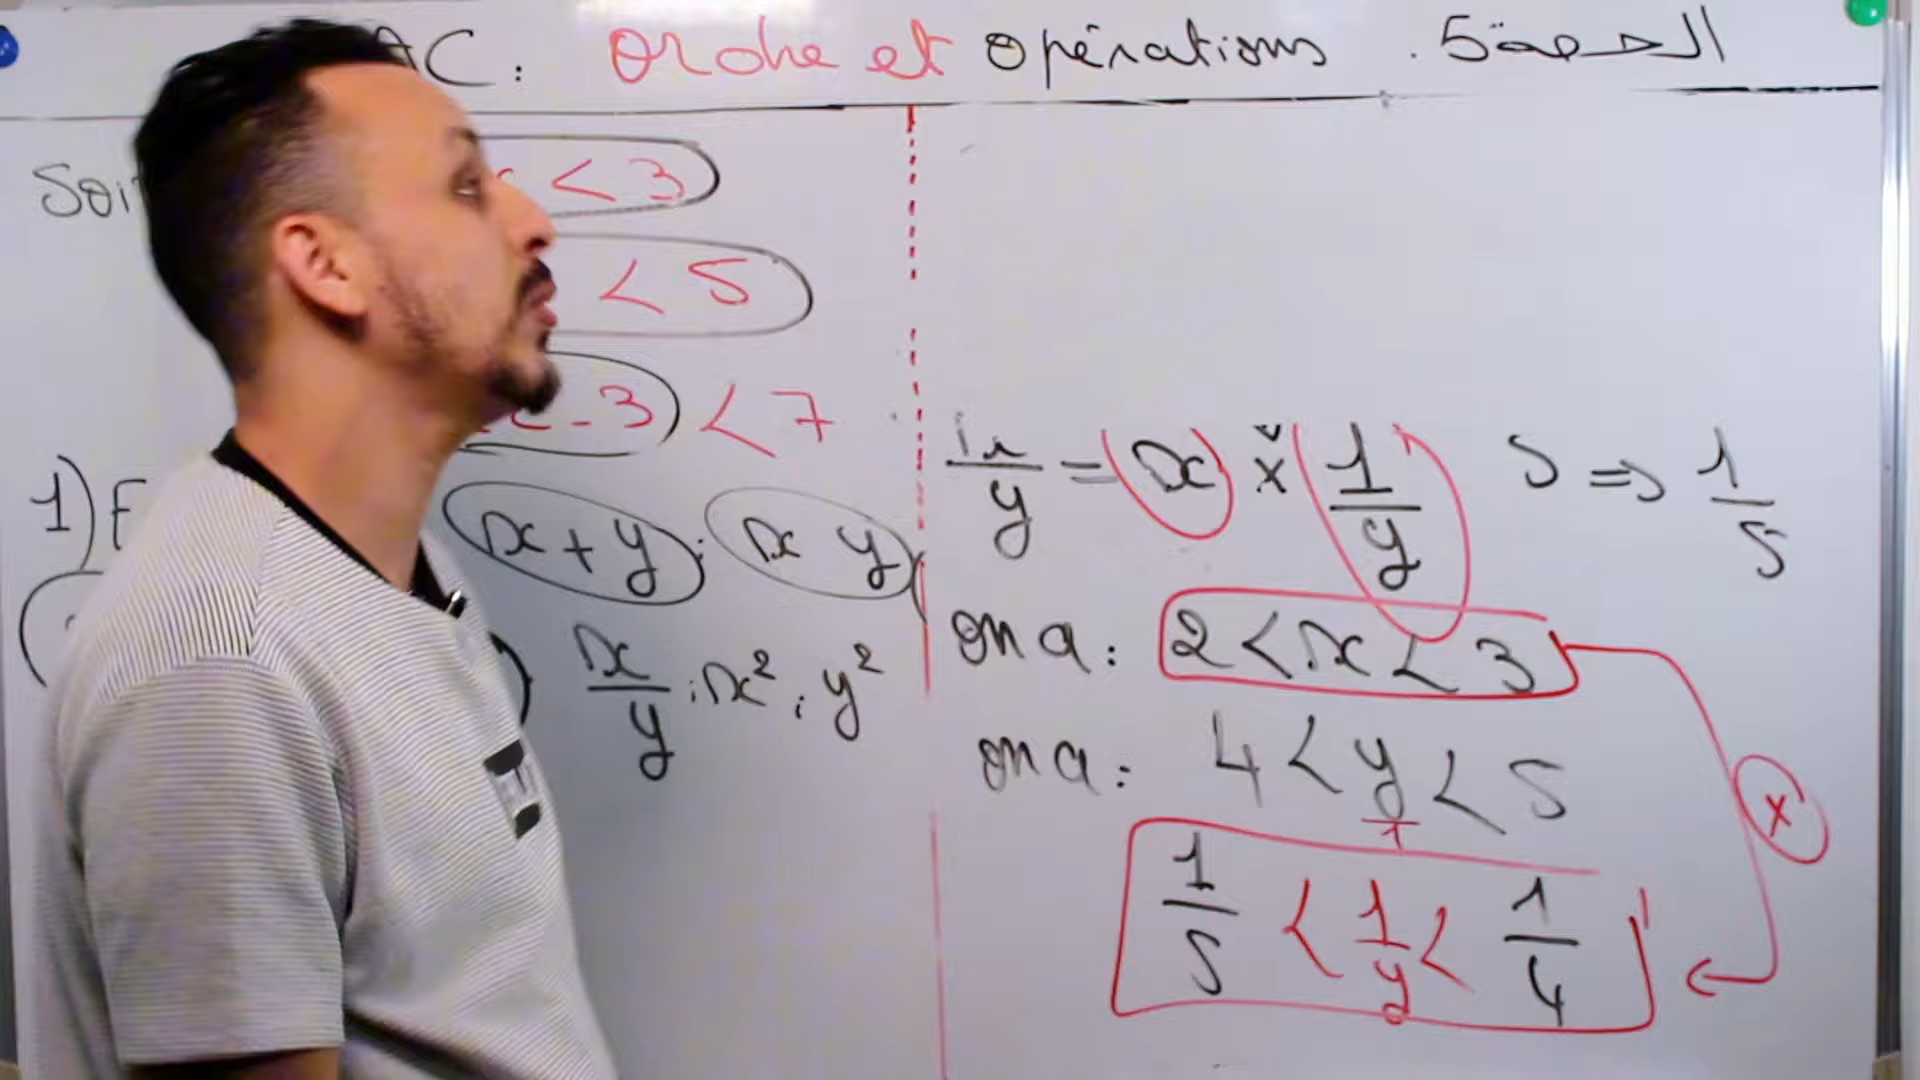 AC : Ordre et opérations . الحصة 5
Soi < 3
< 5
- 3 < 7
1) x + y ; x y
x/y ; x² ; y²
x/y = x × 1/y 5 ⇒ 1/5
on a : 2 < x < 3
on a : 4 < y < 5
×
1/5 < 1/y < 1/4